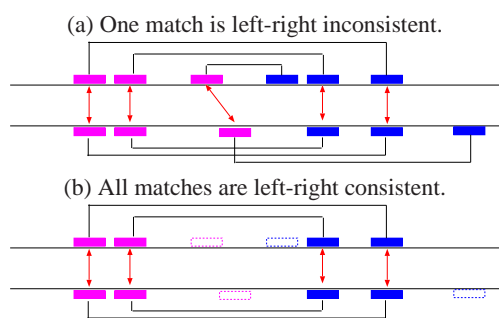 (a) One match is left-right inconsistent.
(b) All matches are left-right consistent.